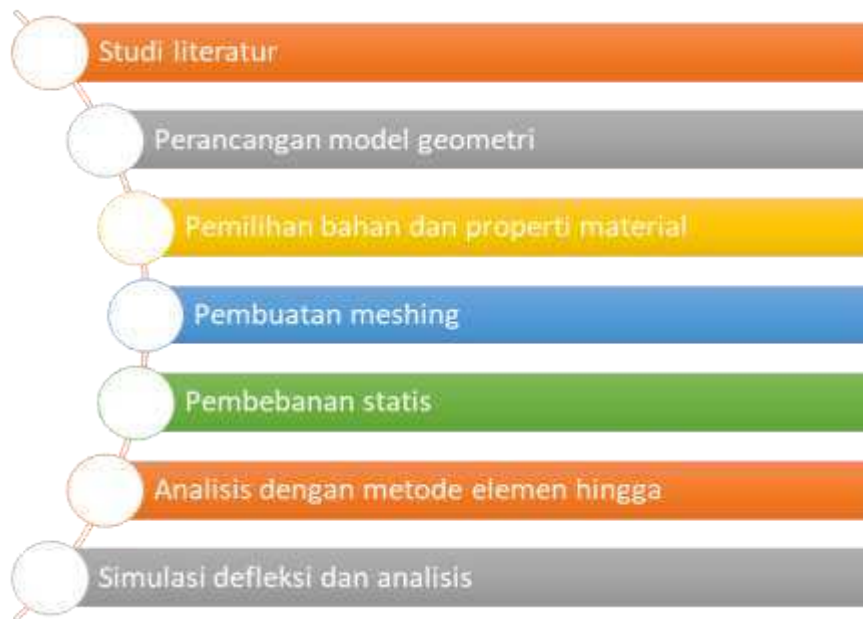 Studi literatur
Perancangan model geometri
Pemilihan bahan dan properti material
Pembuatan meshing
Pembebanan statis
Analisis dengan metode elemen hingga
Simulasi defleksi dan analisis